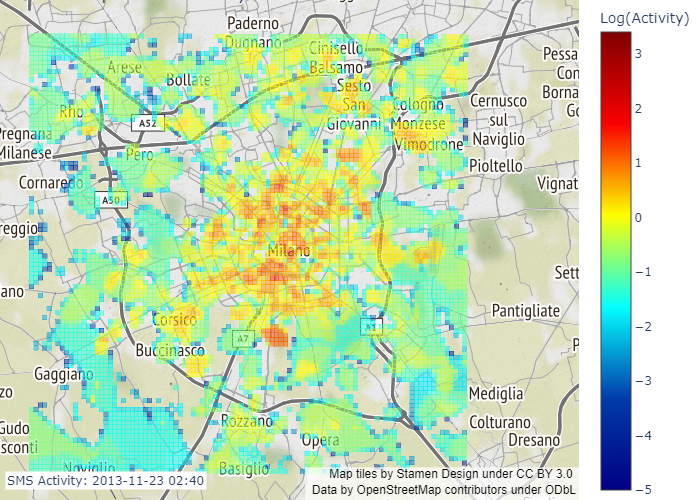 Log(Activity)
Paderno
Dugnano
Cinisello
Balsamo
Arese
Bollate
Sesto
San
Giovanni
Pessa
Con
Borna
Go
Rho
A52
Cologno
Monzese
Cernusco
sul
Naviglio
Pregnana
Milanese
Pero
Vimodrone
Pioltello
Cornaredo
A50
Vignat
reggio
Milano
Sett
ano
Corsico
A7
A1
Pantigliate
Buccinasco
P
Gaggiano
zo
Mediglia
Gudo
sconti
Rozzano
Opera
Colturano
Dresano
Noviglio
Basiglio
SMS Activity: 2013-11-23 02:40
Map tiles by Stamen Design under CC BY 3.0
Data by OpenStreetMap contributors under ODbL
3
2
1
0
−1
−2
−3
−4
−5